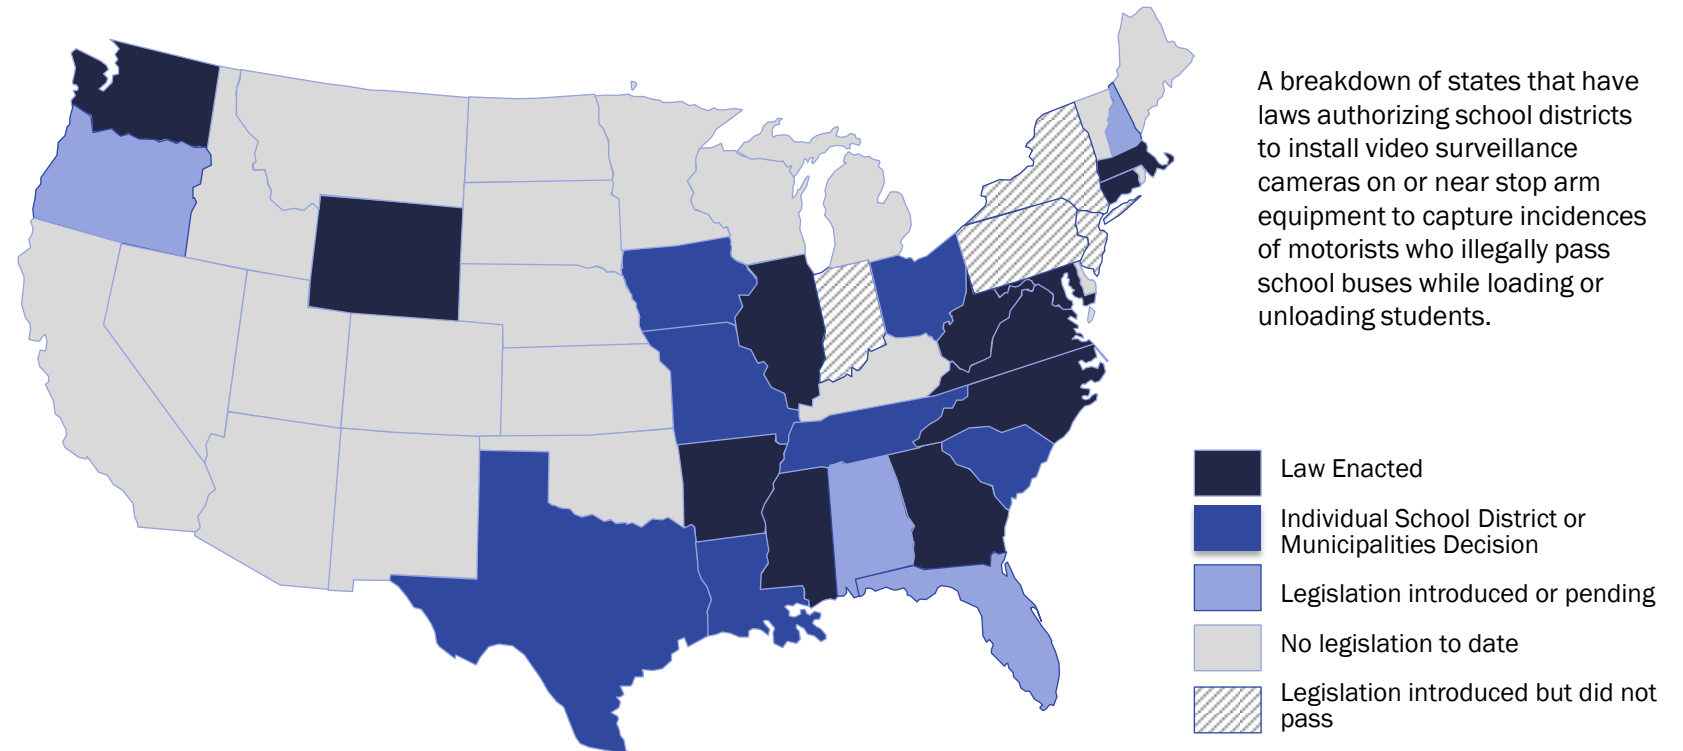 A breakdown of states that have
laws authorizing school districts
to install video surveillance
cameras on or near stop arm
equipment to capture incidences
of motorists who illegally pass
school buses while loading or
unloading students.
Law Enacted
Individual School District or
Municipalities Decision
Legislation introduced or pending
No legislation to date
Legislation introduced but did not
pass